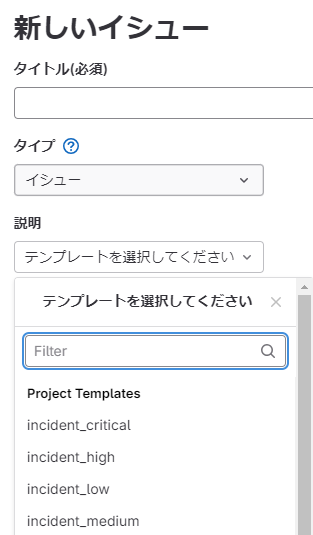 新しいイシュー
タイトル(必須)
タイプ
イシュー
説明
テンプレートを選択してください
テンプレートを選択してください
Filter
Project Templates
incident_critical
incident_high
incident_low
incident_medium